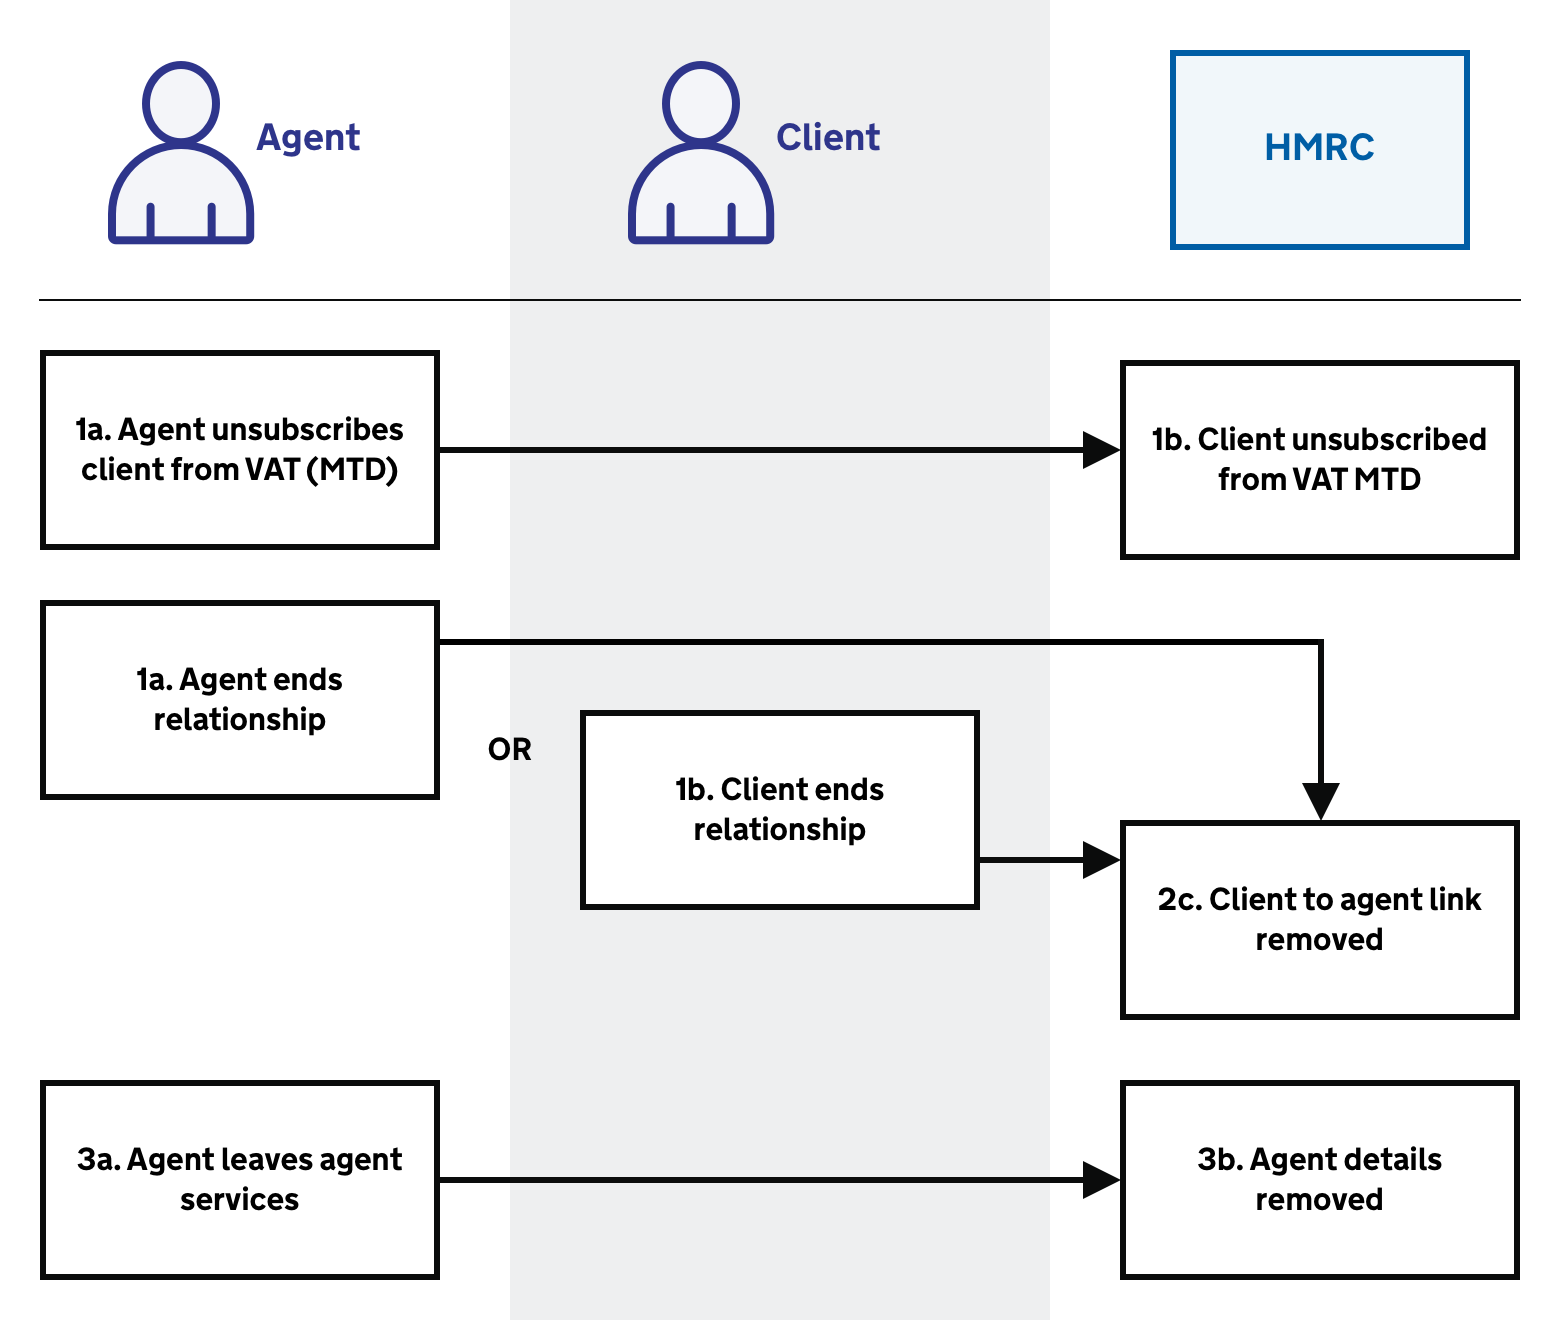 Agent
Client
HMRC
1a. Agent unsubscribes
client from VAT (MTD)
1b. Client unsubscribed
from VAT MTD
1a. Agent ends
relationship
OR
1b. Client ends
relationship
2c. Client to agent link
removed
3a. Agent leaves agent
services
3b. Agent details
removed